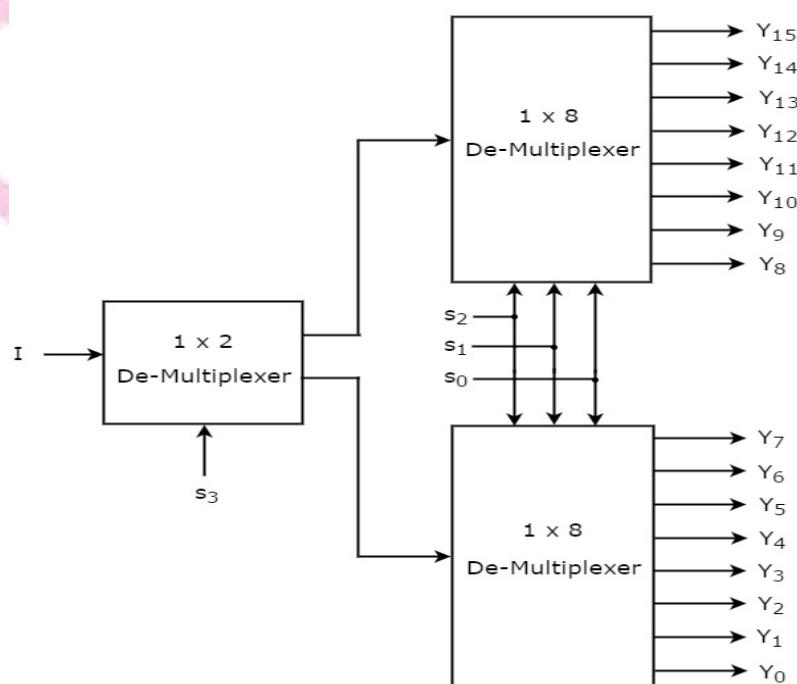 Y15
Y14
Y13
Y12
Y11
Y10
Y9
Y8
1 x 8
De-Multiplexer
s2
s1
s0
I
1 x 2
De-Multiplexer
s3
1 x 8
De-Multiplexer
Y7
Y6
Y5
Y4
Y3
Y2
Y1
Y0